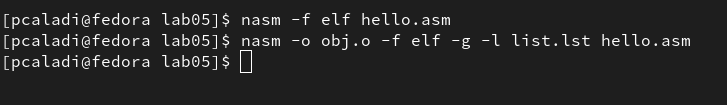 [pcaladi@fedora lab05]$ nasm -f elf hello.asm
[pcaladi@fedora lab05]$ nasm -o obj.o -f elf -g -l list.lst hello.asm
[pcaladi@fedora lab05]$